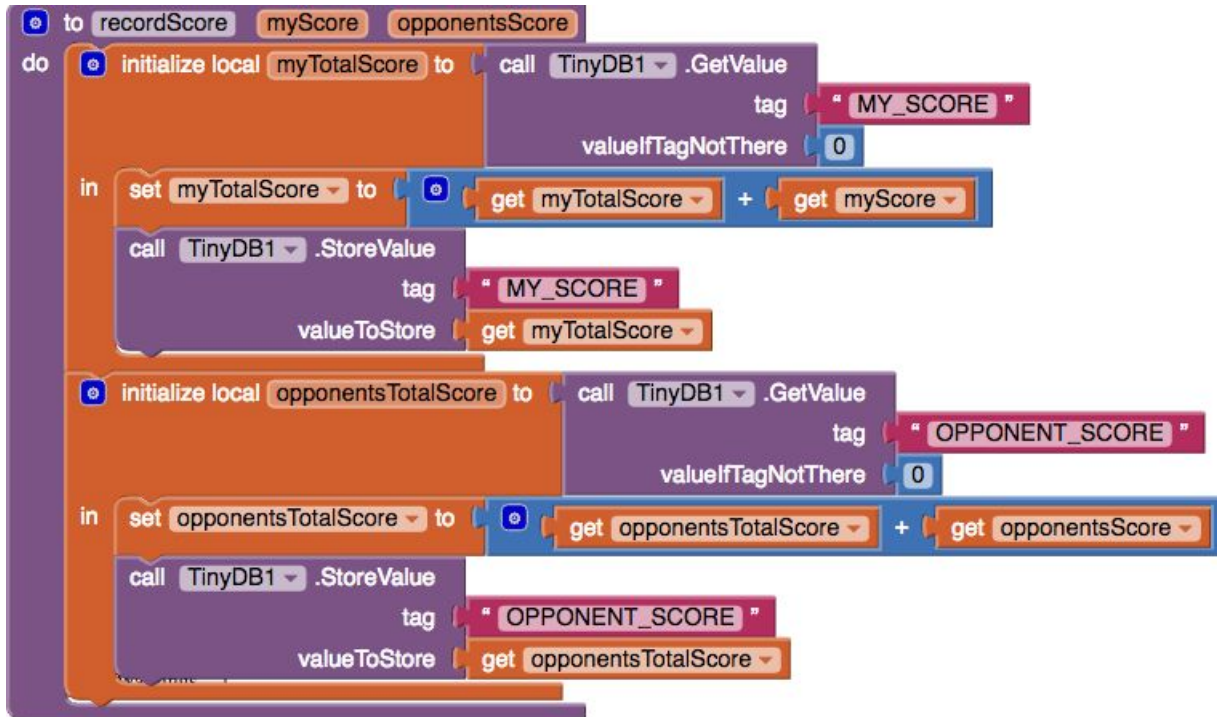 to recordScore myScore opponentsScore
do initialize local myTotalScore to call TinyDB1 .GetValue
tag " MY_SCORE "
valueIfTagNotThere 0
in set myTotalScore to get myTotalScore + get myScore
call TinyDB1 .StoreValue
tag " MY_SCORE "
valueToStore get myTotalScore
initialize local opponentsTotalScore to call TinyDB1 .GetValue
tag " OPPONENT_SCORE "
valueIfTagNotThere 0
in set opponentsTotalScore to get opponentsTotalScore + get opponentsScore
call TinyDB1 .StoreValue
tag " OPPONENT_SCORE "
valueToStore get opponentsTotalScore